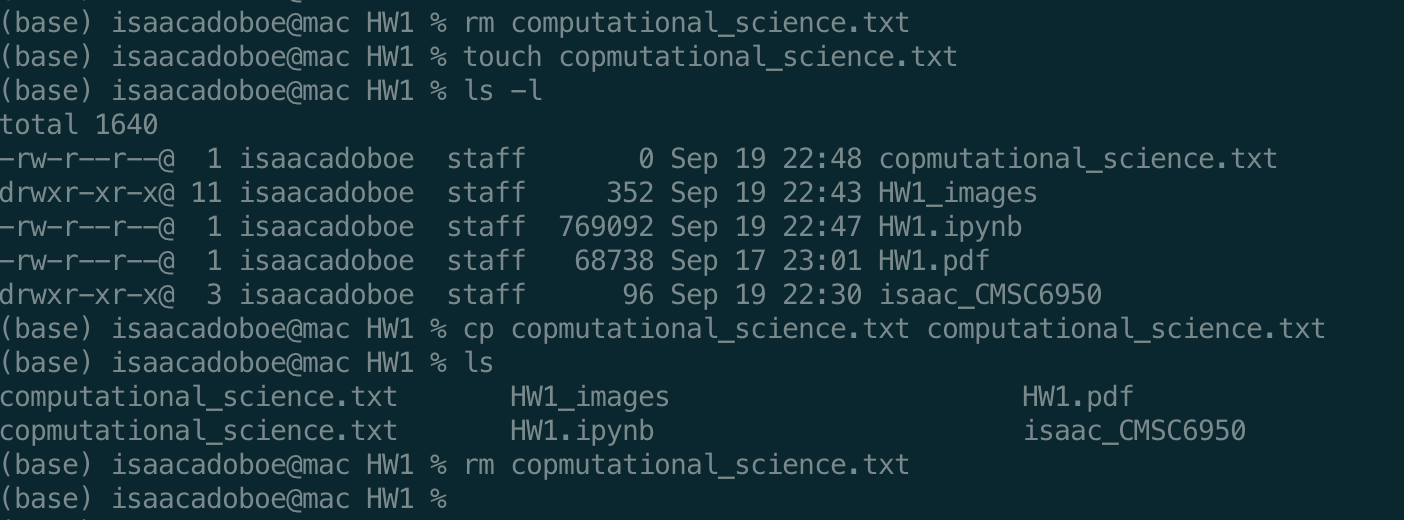 (base) isaacadoboe@mac HW1 % rm computational_science.txt
(base) isaacadoboe@mac HW1 % touch copmutational_science.txt
(base) isaacadoboe@mac HW1 % ls -l
total 1640
-rw-r--r--@  1 isaacadoboe  staff       0 Sep 19 22:48 copmutational_science.txt
drwxr-xr-x@ 11 isaacadoboe  staff     352 Sep 19 22:43 HW1_images
-rw-r--r--@  1 isaacadoboe  staff  769092 Sep 19 22:47 HW1.ipynb
-rw-r--r--@  1 isaacadoboe  staff   68738 Sep 17 23:01 HW1.pdf
drwxr-xr-x@  3 isaacadoboe  staff      96 Sep 19 22:30 isaac_CMSC6950
(base) isaacadoboe@mac HW1 % cp copmutational_science.txt computational_science.txt
(base) isaacadoboe@mac HW1 % ls
computational_science.txt       HW1_images                      HW1.pdf
copmutational_science.txt       HW1.ipynb                       isaac_CMSC6950
(base) isaacadoboe@mac HW1 % rm copmutational_science.txt
(base) isaacadoboe@mac HW1 %